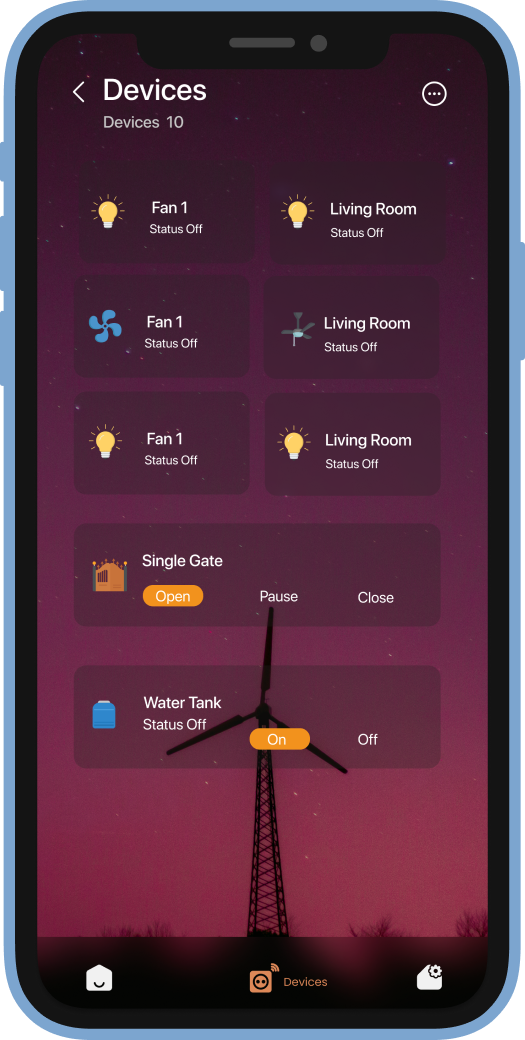 Devices
Devices 10
Fan 1
Status Off
Living Room
Status Off
Fan 1
Status Off
Living Room
Status Off
Fan 1
Status Off
Living Room
Status Off
Single Gate
Open Pause Close
Water Tank
Status Off
On Off
Devices